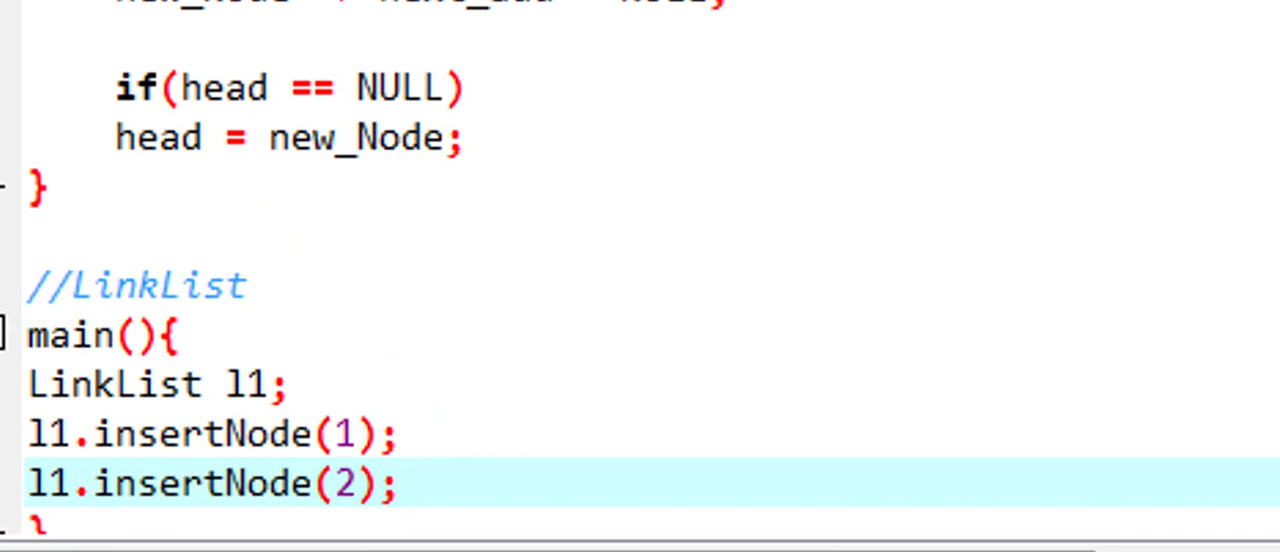 if(head == NULL)
head = new_Node;
}
//LinkList
main(){
LinkList l1;
l1.insertNode(1);
l1.insertNode(2);
}